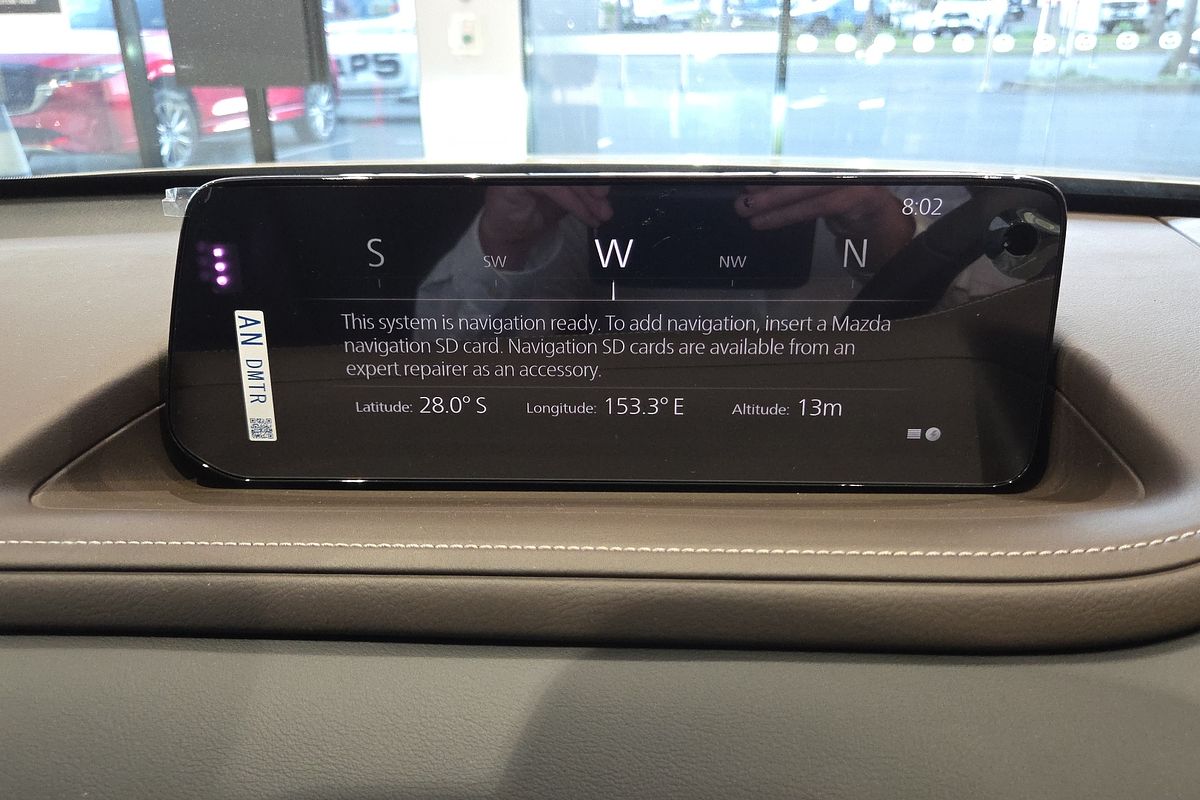 8:02
S SW W NW N
This system is navigation ready. To add navigation, insert a Mazda
navigation SD card. Navigation SD cards are available from an
expert repairer as an accessory.
Latitude: 28.0° S Longitude: 153.3° E Altitude: 13m
AN DMTR